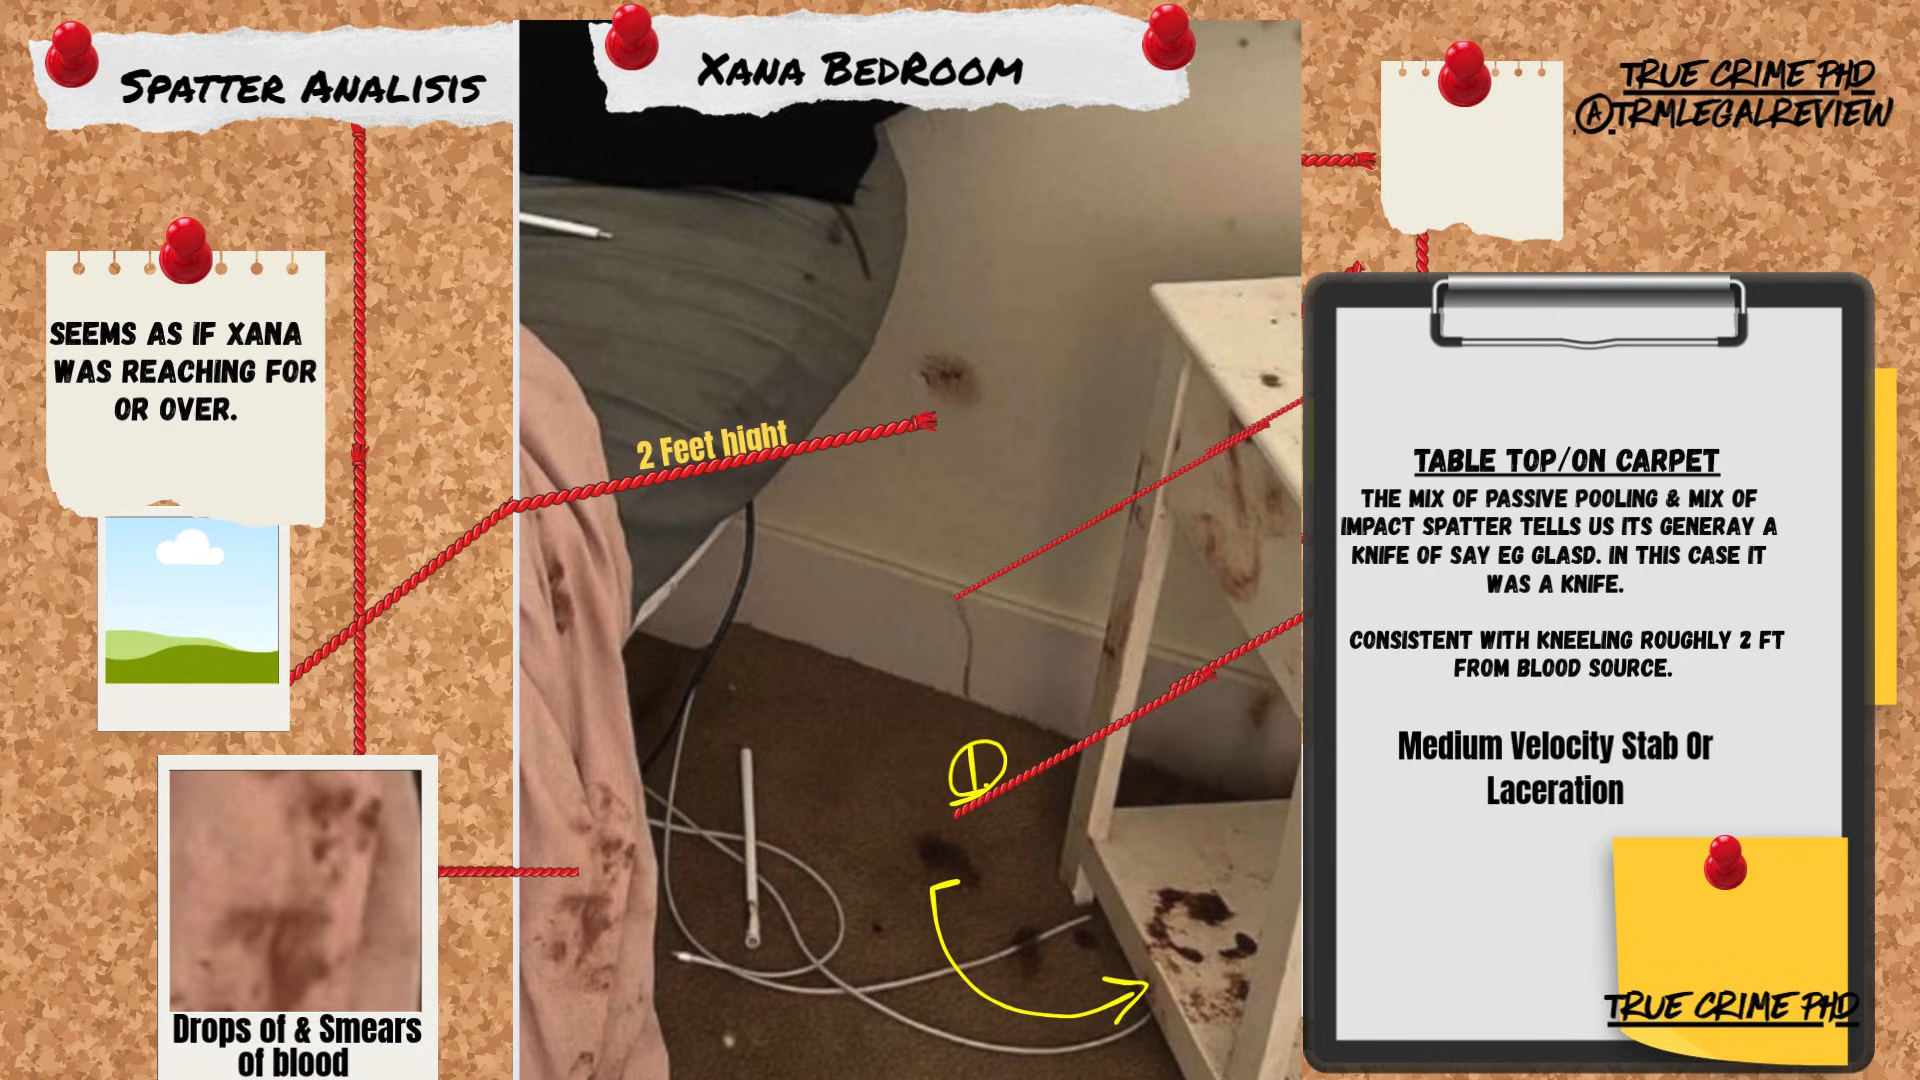 SPATTER ANALISIS
XANA BEDROOM
TRUE CRIME PHD
@TRMLEGALREVIEW
SEEMS AS IF XANA
WAS REACHING FOR
OR OVER.
2 Feet hight
TABLE TOP/ON CARPET
THE MIX OF PASSIVE POOLING & MIX OF
IMPACT SPATTER TELLS US ITS GENERAY A
KNIFE OF SAY EG GLASD. IN THIS CASE IT
WAS A KNIFE.
CONSISTENT WITH KNEELING ROUGHLY 2 FT
FROM BLOOD SOURCE.
Medium Velocity Stab Or
Laceration
1.
Drops of & Smears
of blood
TRUE CRIME PHD